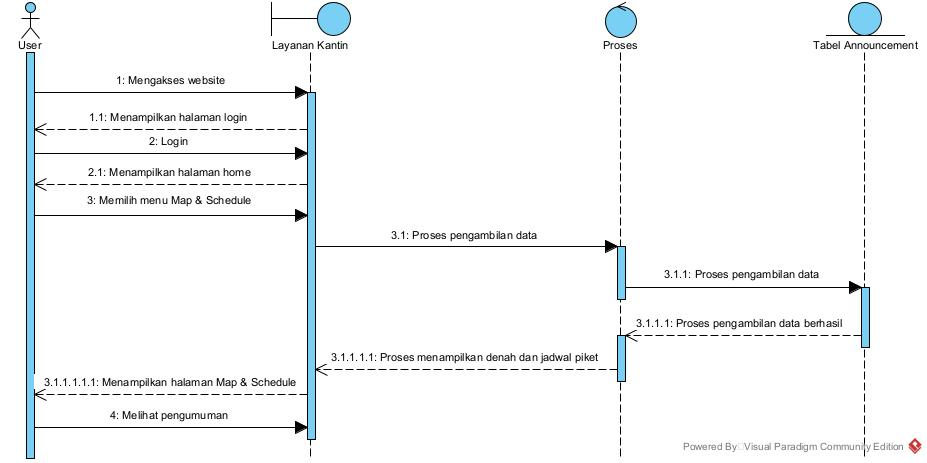 User
Layanan Kantin
Proses
Tabel Announcement
1: Mengakses website
1.1: Menampilkan halaman login
2: Login
2.1: Menampilkan halaman home
3: Memilih menu Map & Schedule
3.1: Proses pengambilan data
3.1.1: Proses pengambilan data
3.1.1.1: Proses pengambilan data berhasil
3.1.1.1.1: Proses menampilkan denah dan jadwal piket
3.1.1.1.1.1: Menampilkan halaman Map & Schedule
4: Melihat pengumuman
Powered By Visual Paradigm Community Edition